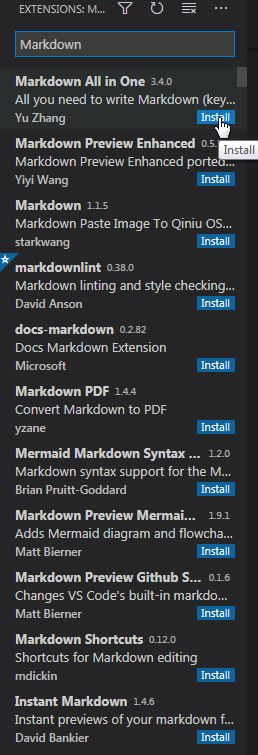 EXTENSIONS: M...
Markdown
Markdown All in One 3.4.0
All you need to write Markdown (key...
Yu Zhang Install
Markdown Preview Enhanced 0.5.
Install
Markdown Preview Enhanced ported...
Yiyi Wang Install
Markdown 1.1.5
Markdown Paste Image To Qiniu OS...
starkwang Install
markdownlint 0.38.0
Markdown linting and style checking...
David Anson Install
docs-markdown 0.2.82
Docs Markdown Extension
Microsoft Install
Markdown PDF 1.4.4
Convert Markdown to PDF
yzane Install
Mermaid Markdown Syntax ... 1.2.0
Markdown syntax support for the M...
Brian Pruitt-Goddard Install
Markdown Preview Mermai... 1.9.1
Adds Mermaid diagram and flowcha...
Matt Bierner Install
Markdown Preview Github S... 0.1.6
Changes VS Code's built-in markdo...
Matt Bierner Install
Markdown Shortcuts 0.12.0
Shortcuts for Markdown editing
mdickin Install
Instant Markdown 1.4.6
Instant previews of your markdown f...
David Bankier Install